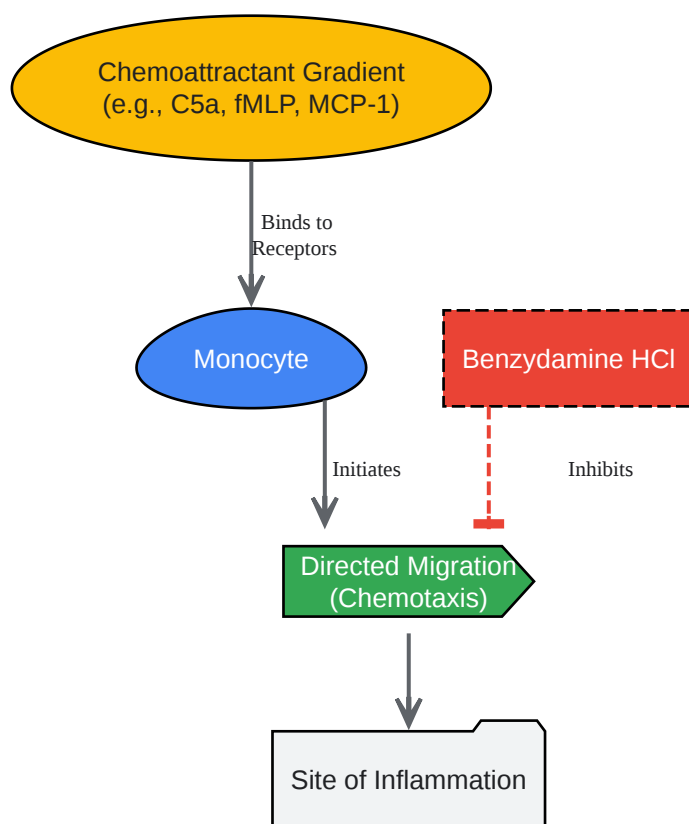 Chemoattractant Gradient
(e.g., C5a, fMLP, MCP-1)
Binds to
Receptors
Monocyte
Benzydamine HCl
Initiates
Inhibits
Directed Migration
(Chemotaxis)
Site of Inflammation